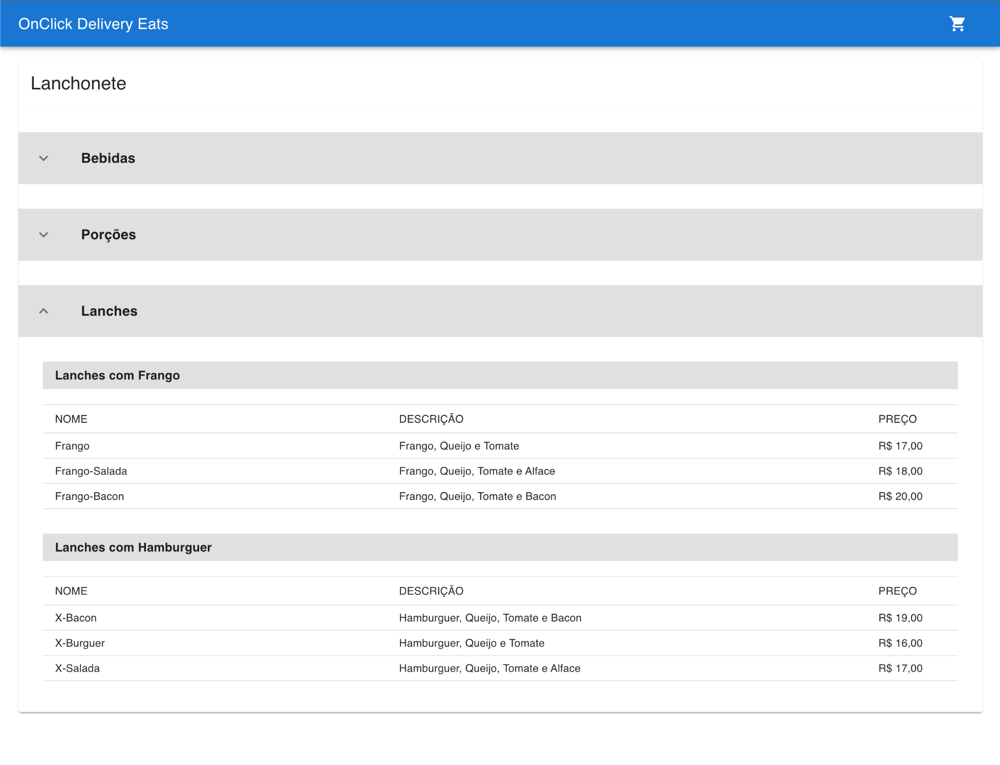 OnClick Delivery Eats
Lanchonete
Bebidas
Porções
Lanches
Lanches com Frango
NOME DESCRIÇÃO PREÇO
Frango Frango, Queijo e Tomate R$ 17,00
Frango-Salada Frango, Queijo, Tomate e Alface R$ 18,00
Frango-Bacon Frango, Queijo, Tomate e Bacon R$ 20,00
Lanches com Hamburguer
NOME DESCRIÇÃO PREÇO
X-Bacon Hamburguer, Queijo, Tomate e Bacon R$ 19,00
X-Burguer Hamburguer, Queijo e Tomate R$ 16,00
X-Salada Hamburguer, Queijo, Tomate e Alface R$ 17,00